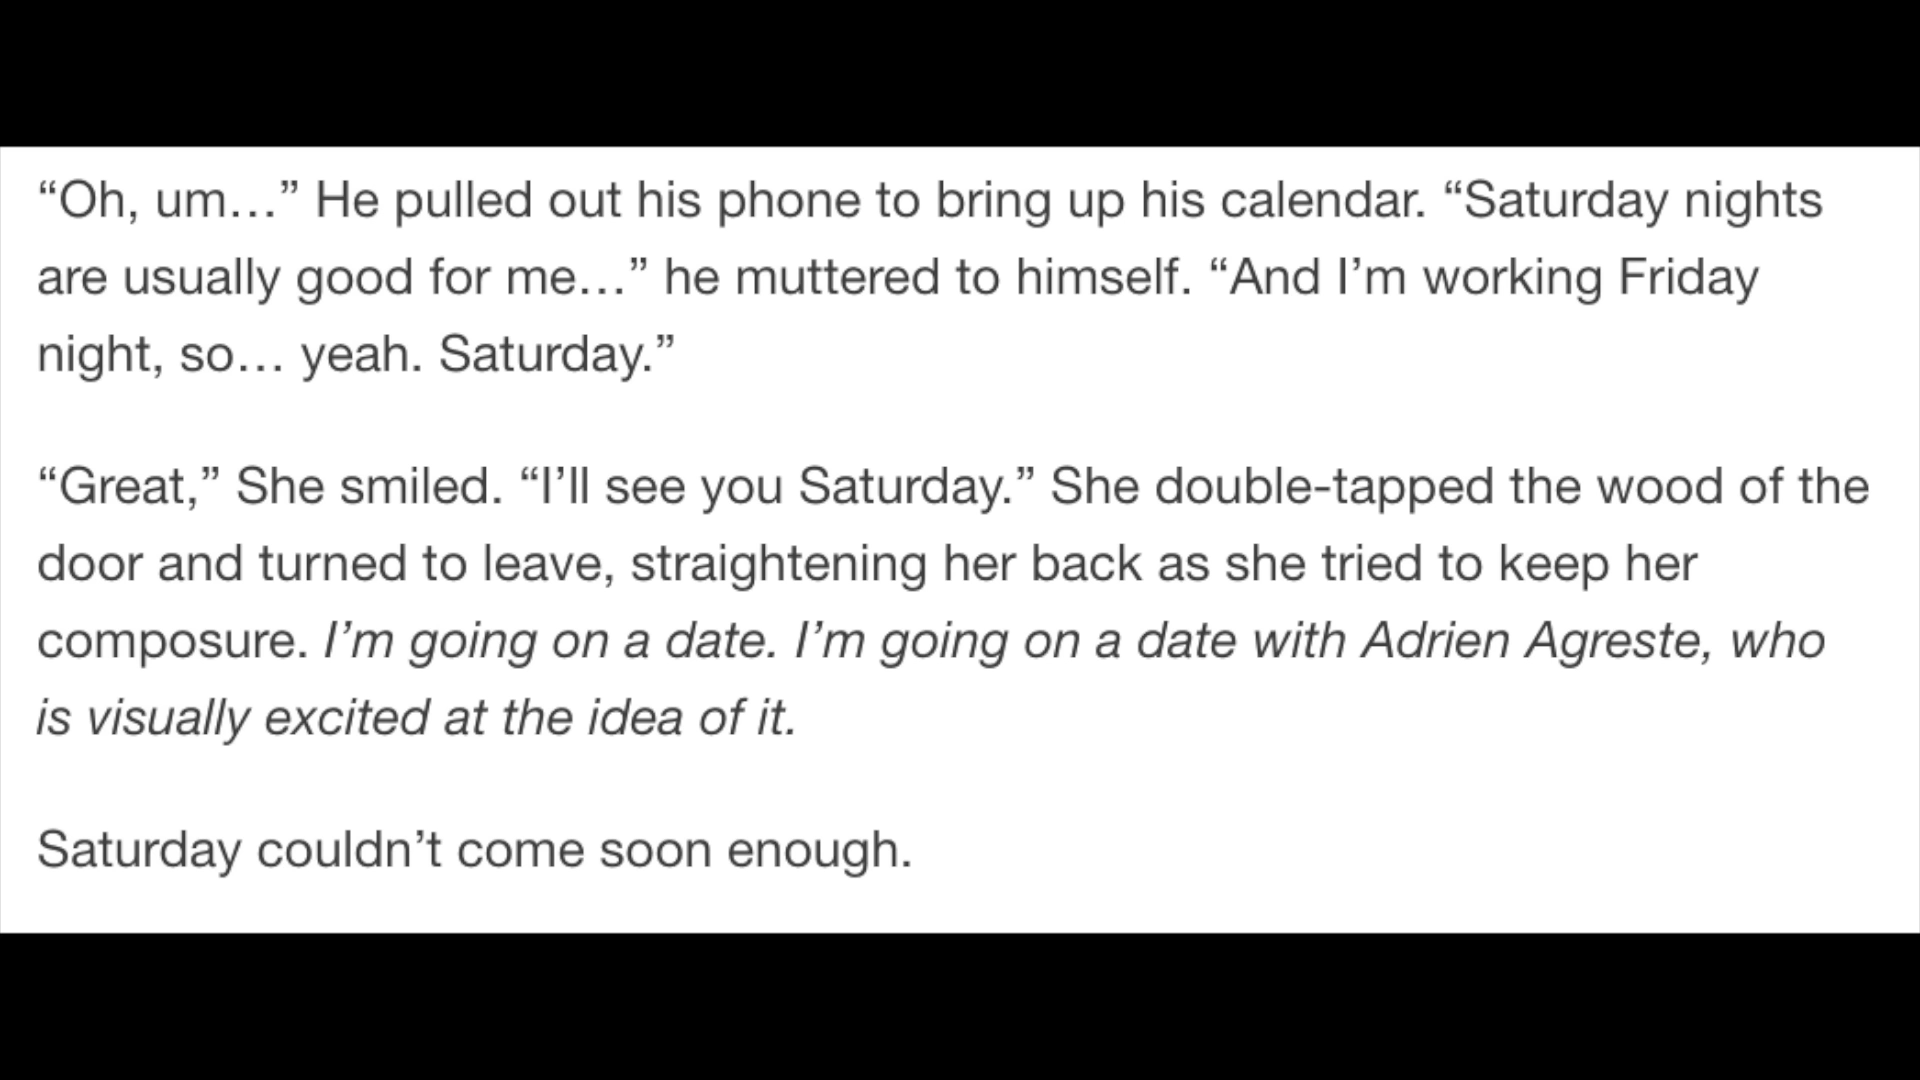 “Oh, um…” He pulled out his phone to bring up his calendar. “Saturday nights
are usually good for me…” he muttered to himself. “And I’m working Friday
night, so… yeah. Saturday.”
“Great,” She smiled. “I’ll see you Saturday.” She double-tapped the wood of the
door and turned to leave, straightening her back as she tried to keep her
composure. I’m going on a date. I’m going on a date with Adrien Agreste, who
is visually excited at the idea of it.
Saturday couldn’t come soon enough.